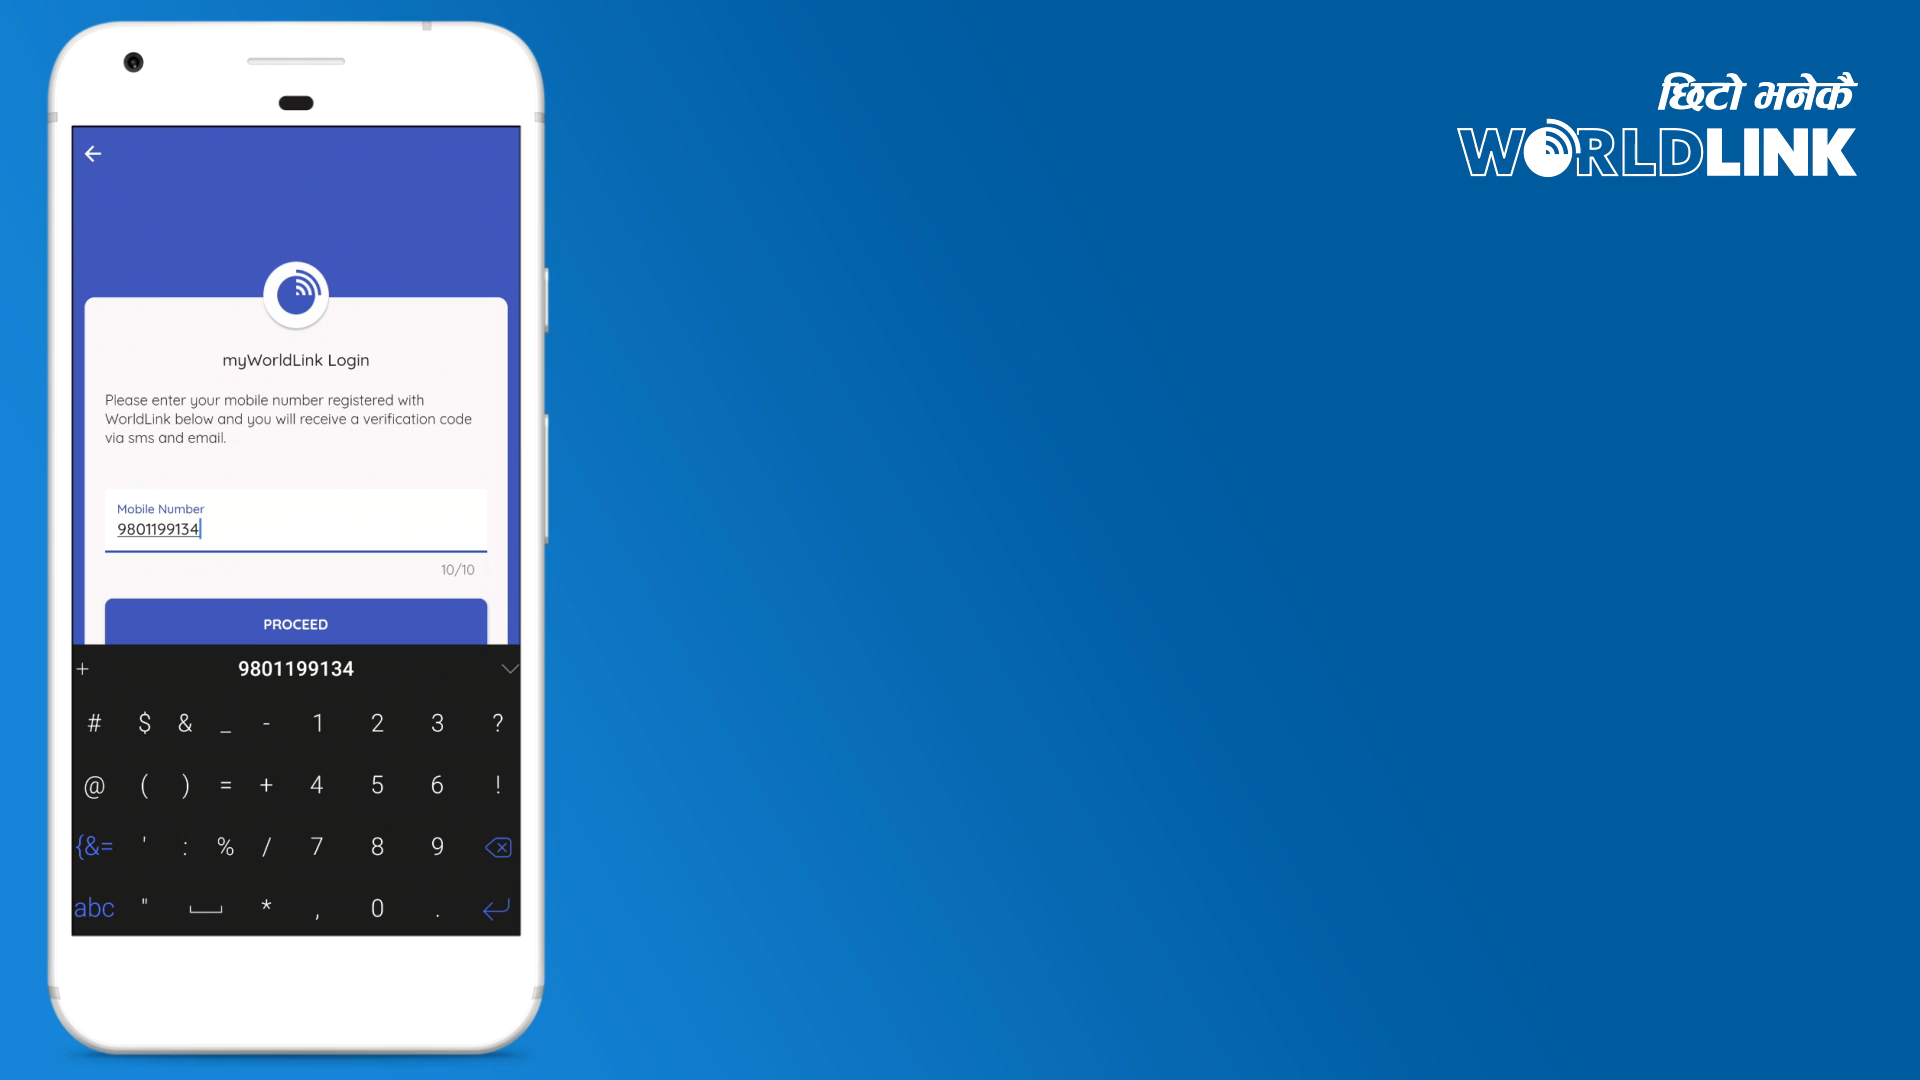 छिटो भनेकै
WORLDLINK
myWorldLink Login
Please enter your mobile number registered with
WorldLink below and you will receive a verification code
via sms and email.
Mobile Number
9801199134
10/10
PROCEED
+ 9801199134
# $ & _ - 1 2 3 ?
@ ( ) = + 4 5 6 !
{&= ' : % / 7 8 9
abc " * , 0 .